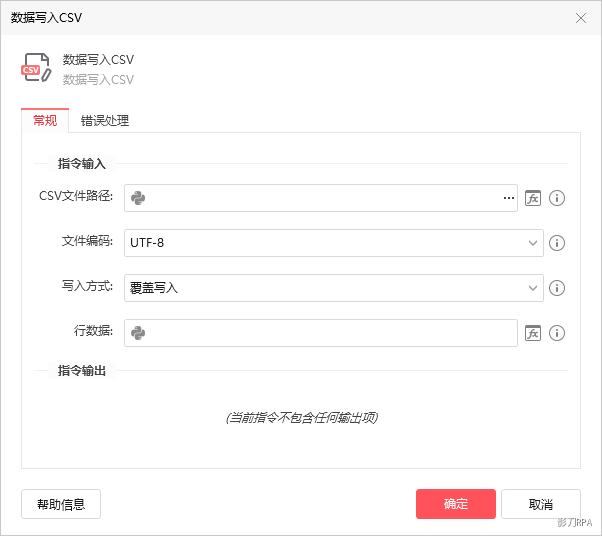 数据写入CSV
CSV
数据写入CSV
数据写入CSV
常规 错误处理
指令输入
CSV文件路径: ... fx i
文件编码: UTF-8 i
写入方式: 覆盖写入 i
行数据: fx i
指令输出
(当前指令不包含任何输出项)
帮助信息 确定 取消
影刀RPA